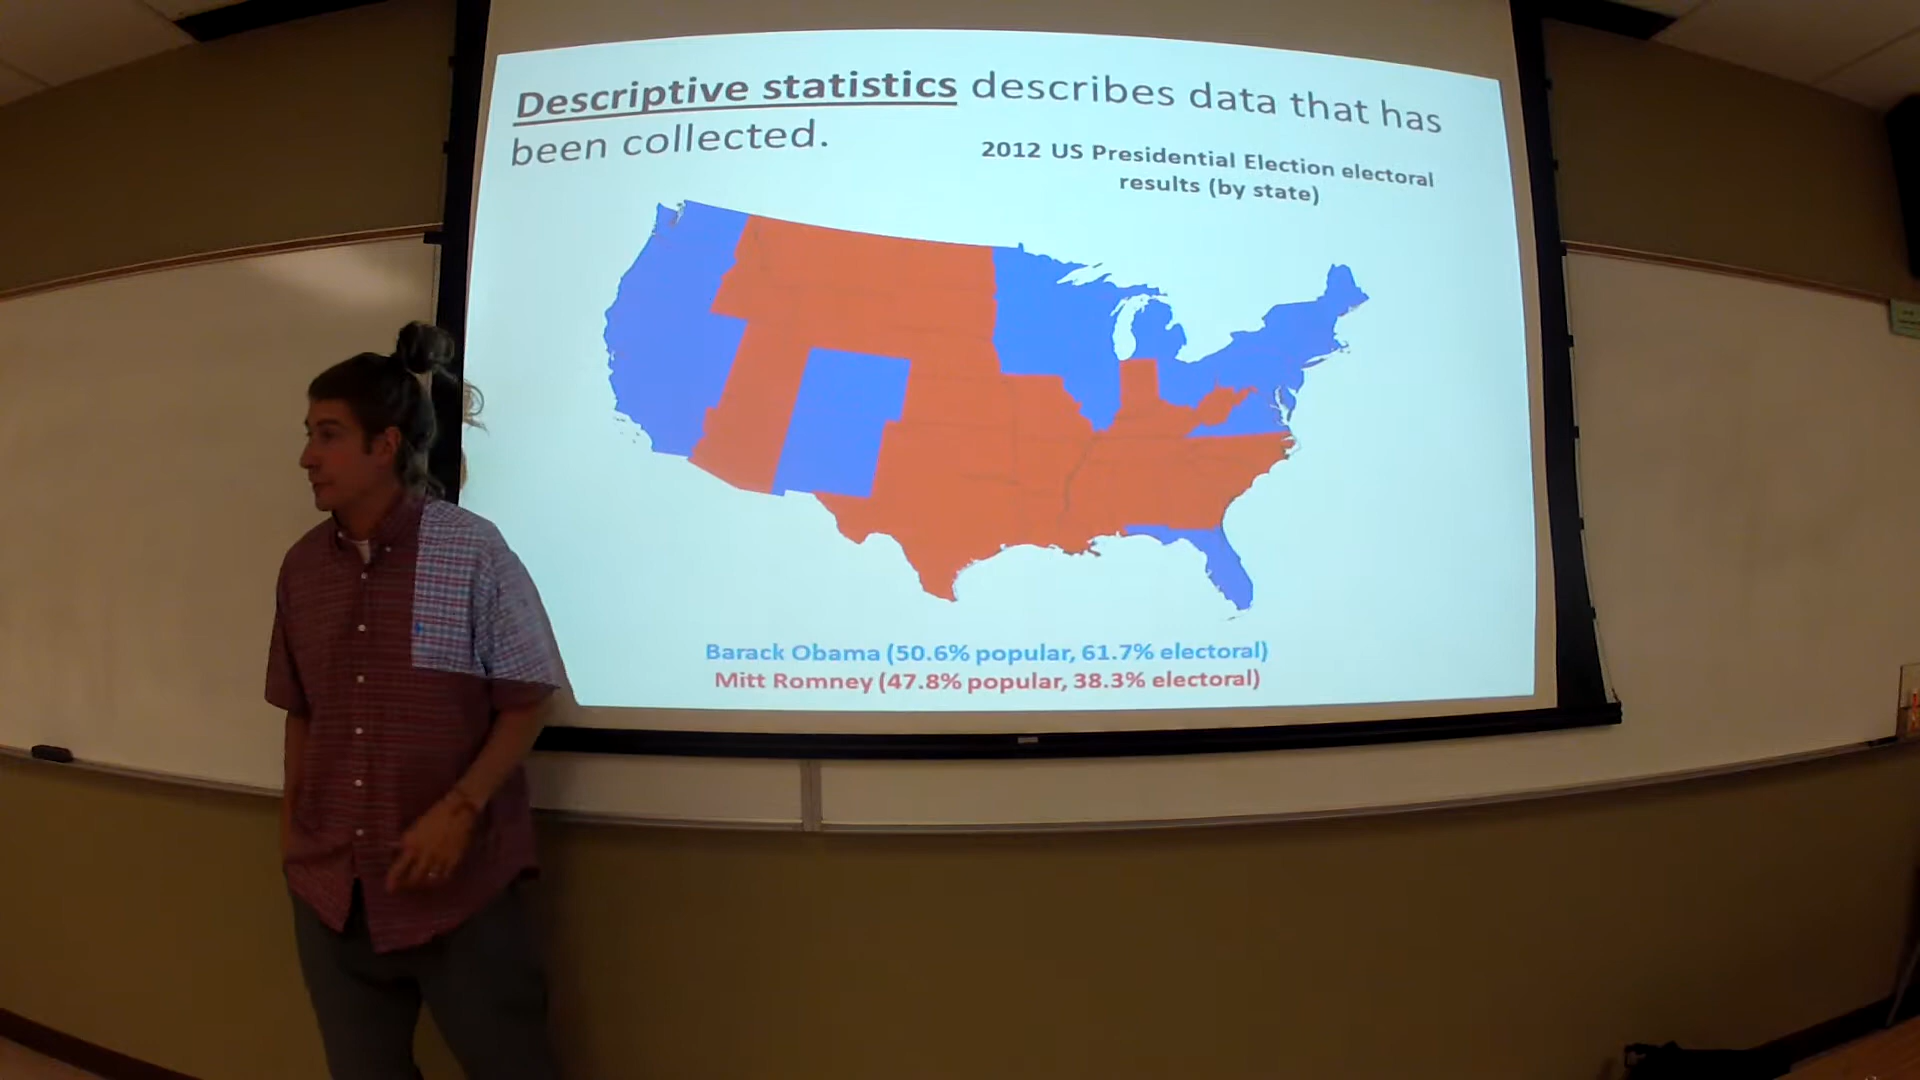 Descriptive statistics describes data that has
been collected.
2012 US Presidential Election electoral
results (by state)
Barack Obama (50.6% popular, 61.7% electoral)
Mitt Romney (47.8% popular, 38.3% electoral)